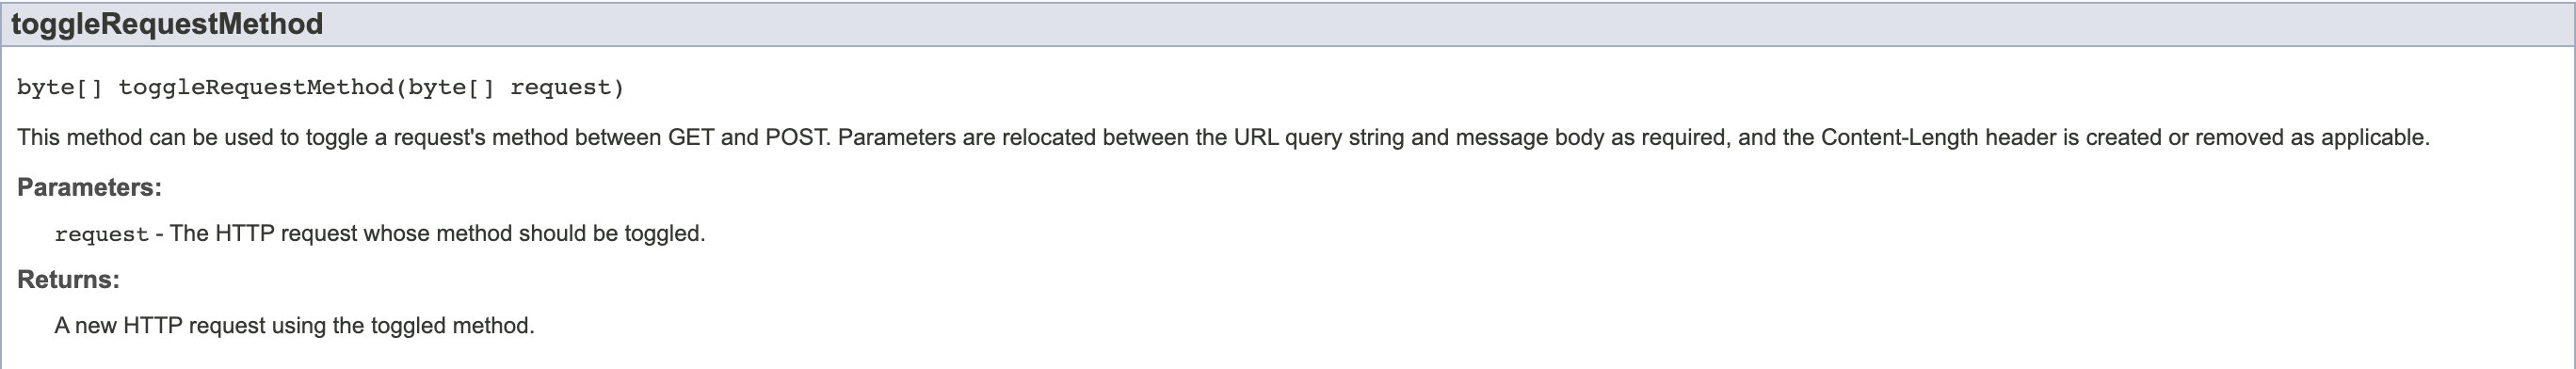 toggleRequestMethod
byte[] toggleRequestMethod(byte[] request)
This method can be used to toggle a request's method between GET and POST. Parameters are relocated between the URL query string and message body as required, and the Content-Length header is created or removed as applicable.
Parameters:
request - The HTTP request whose method should be toggled.
Returns:
A new HTTP request using the toggled method.